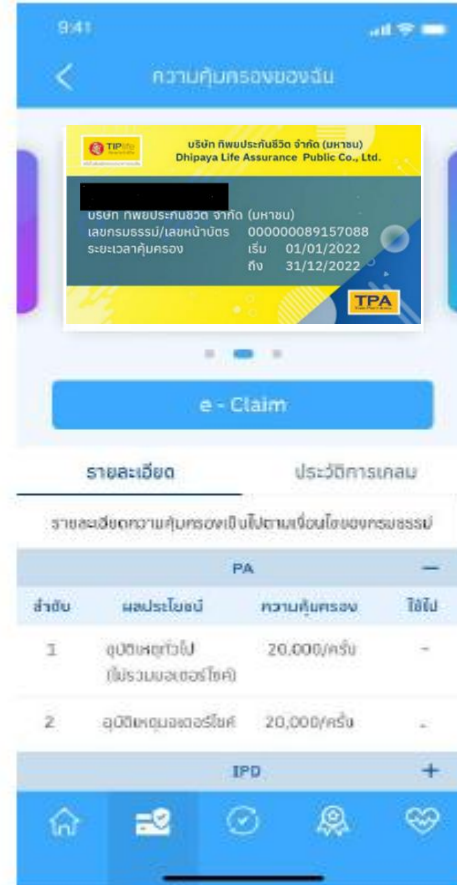 9:41
ความคุ้มครองของฉัน
TIPlife
บริษัท ทิพยประกันชีวิต จำกัด (มหาชน)
Dhipaya Life Assurance Public Co., Ltd.
บริษัท ทิพยประกันชีวิต จำกัด (มหาชน)
เลขกรมธรรม์/เลขหน้าบัตร 000000089157088
ระยะเวลาคุ้มครอง เริ่ม 01/01/2022
ถึง 31/12/2022
TPA
e - Claim
รายละเอียด ประวัติการเคลม
รายละเอียดความคุ้มครองเป็นไปตามเงื่อนไขของกรมธรรม์
PA —
ลำดับ ผลประโยชน์ ความคุ้มครอง ใช้ไป
1 อุบัติเหตุทั่วไป 20,000/ครั้ง -
(ไม่รวมมอเตอร์ไซค์)
2 อุบัติเหตุมอเตอร์ไซค์ 20,000/ครั้ง -
IPD +